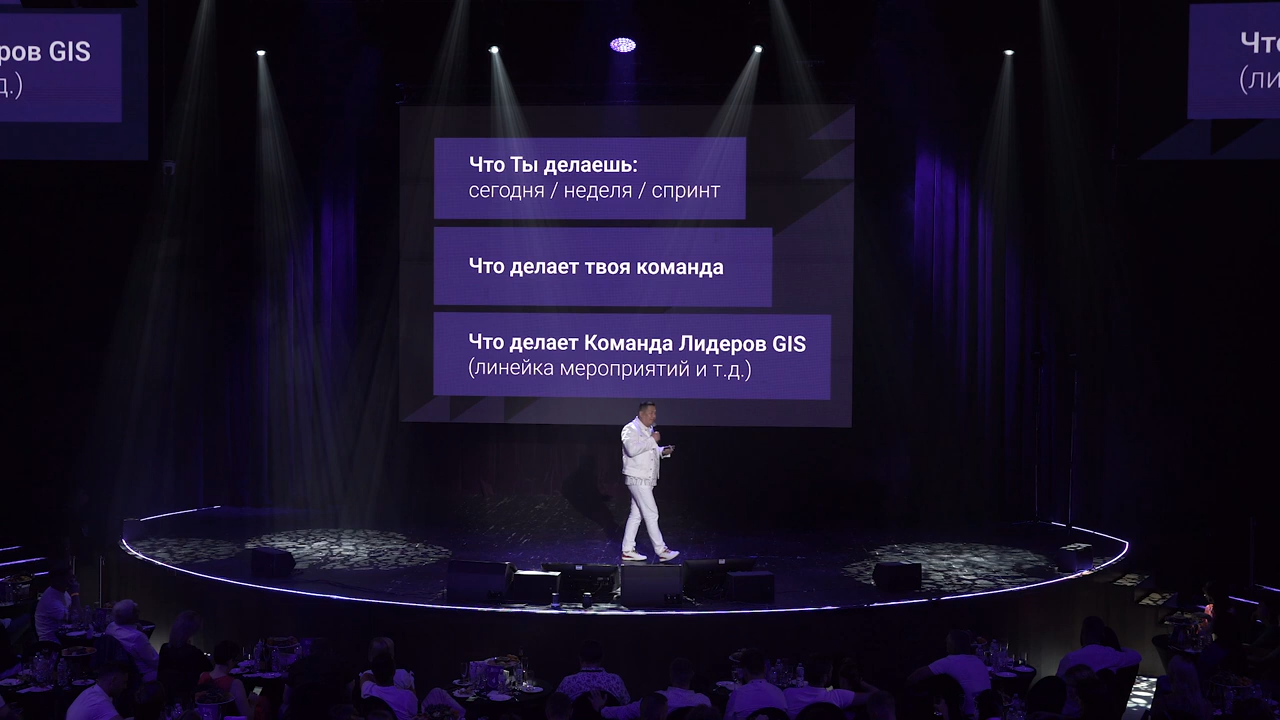 ров GIS
д.)
Что Ты делаешь:
сегодня / неделя / спринт
Что делает твоя команда
Что делает Команда Лидеров GIS
(линейка мероприятий и т.д.)
Что
(ли